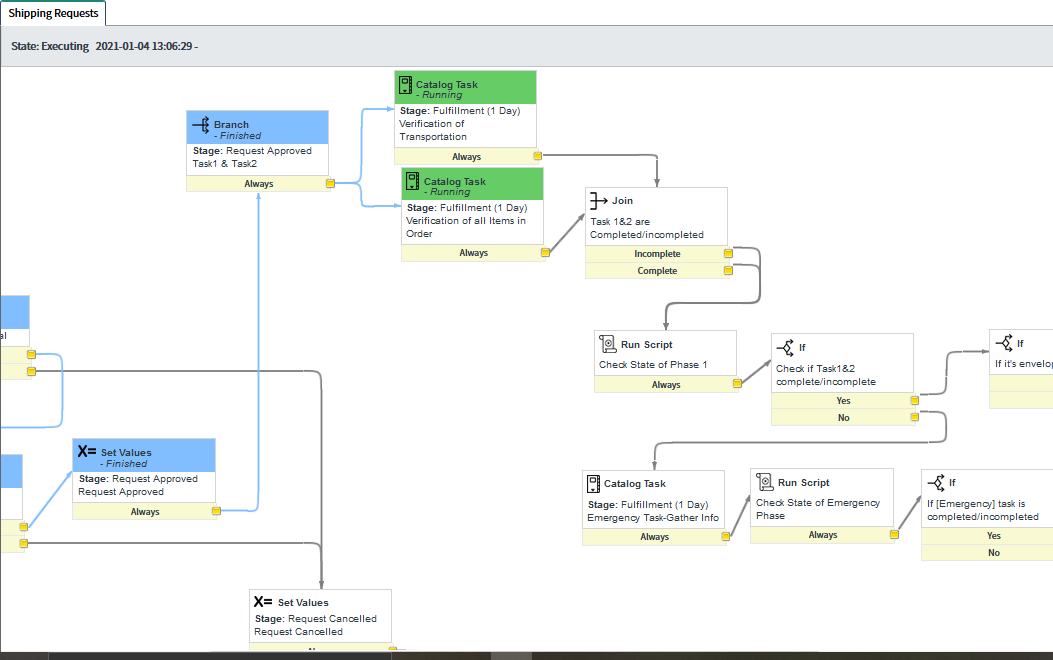 Shipping Requests
State: Executing 2021-01-04 13:06:29 -
Catalog Task
- Running
Stage: Fulfillment (1 Day)
Verification of
Transportation
Always
Branch
- Finished
Stage: Request Approved
Task1 & Task2
Always
Catalog Task
- Running
Stage: Fulfillment (1 Day)
Verification of all Items in
Order
Always
Join
Task 1&2 are
Completed/incompleted
Incomplete
Complete
al
Run Script
Check State of Phase 1
Always
If
Check if Task1&2
complete/incomplete
Yes
No
If
If it's envelop
X= Set Values
- Finished
Stage: Request Approved
Request Approved
Always
Catalog Task
Stage: Fulfillment (1 Day)
Emergency Task-Gather Info
Always
Run Script
Check State of Emergency
Phase
Always
If
If [Emergency] task is
completed/incompleted
Yes
No
X= Set Values
Stage: Request Cancelled
Request Cancelled